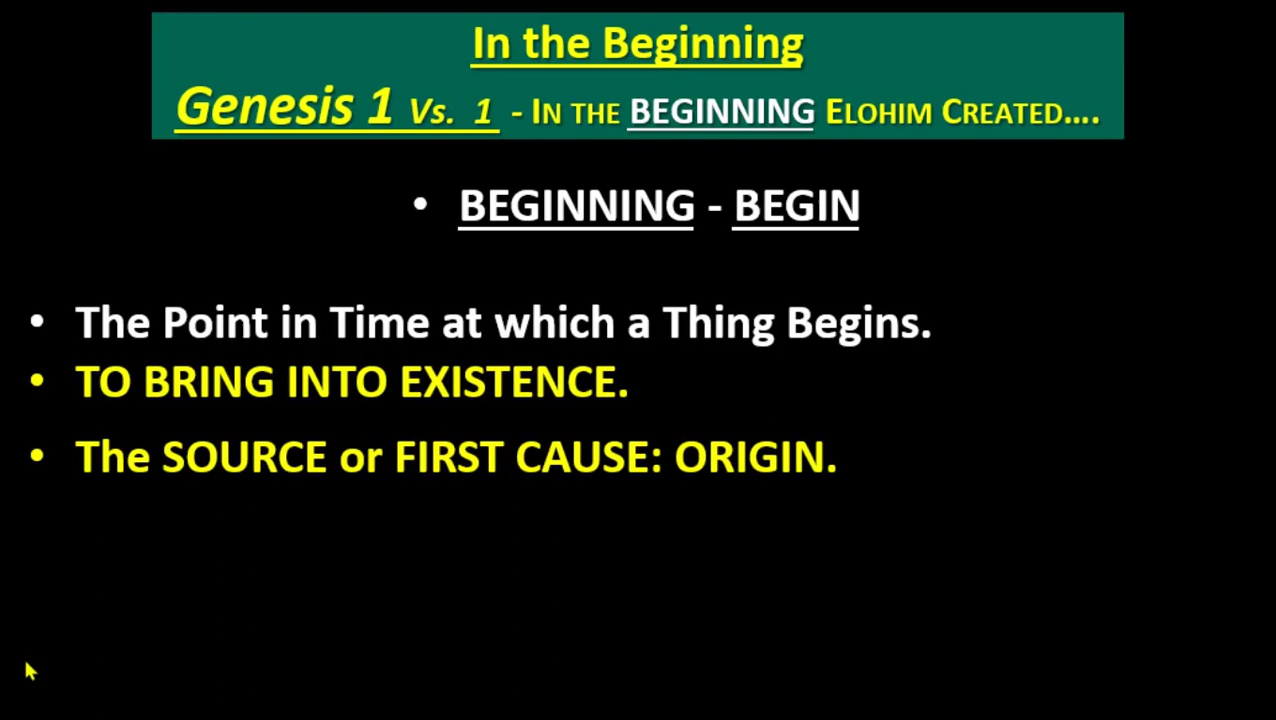 In the Beginning
Genesis 1 Vs. 1 - IN THE BEGINNING ELOHIM CREATED....
• BEGINNING - BEGIN
• The Point in Time at which a Thing Begins.
• TO BRING INTO EXISTENCE.
• The SOURCE or FIRST CAUSE: ORIGIN.